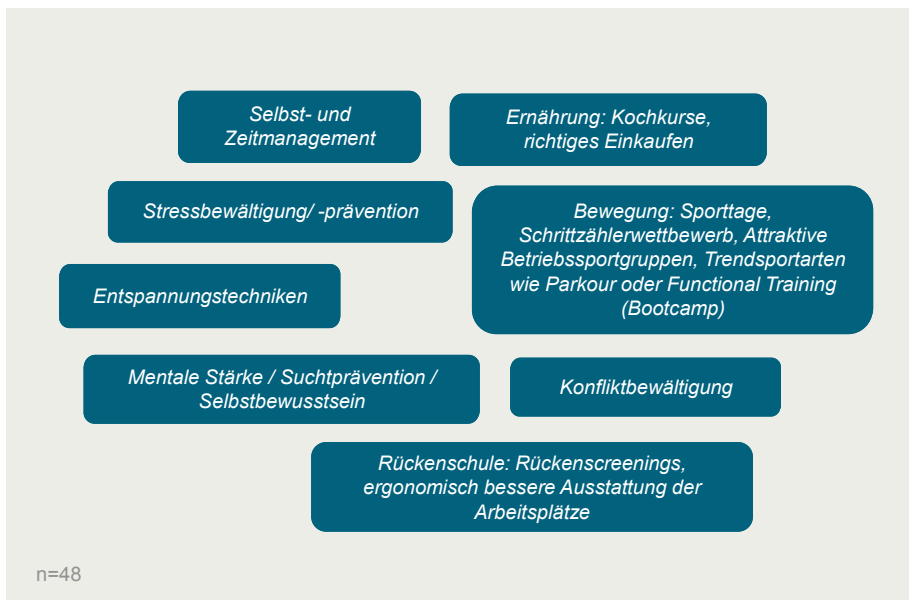 Selbst- und
Zeitmanagement
Ernährung: Kochkurse,
richtiges Einkaufen
Stressbewältigung/ -prävention
Bewegung: Sporttage,
Schrittzählerwettbewerb, Attraktive
Betriebssportgruppen, Trendsportarten
wie Parkour oder Functional Training
(Bootcamp)
Entspannungstechniken
Mentale Stärke / Suchtprävention /
Selbstbewusstsein
Konfliktbewältigung
Rückenschule: Rückenscreenings,
ergonomisch bessere Ausstattung der
Arbeitsplätze
n=48